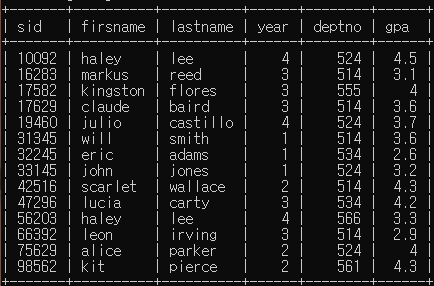 sid firsname lastname year deptno gpa
10092 haley lee 4 524 4.5
16283 markus reed 3 514 3.1
17582 kingston flores 3 555 4
17629 claude baird 3 514 3.6
19460 julio castillo 4 524 3.7
31345 will smith 1 514 3.6
32245 eric adams 1 534 2.6
33145 john jones 1 524 3.2
42516 scarlet wallace 2 514 4.3
47296 lucia carty 3 534 4.2
56203 haley lee 4 566 3.3
66392 leon irving 3 514 2.9
75629 alice parker 2 524 4
98562 kit pierce 2 561 4.3